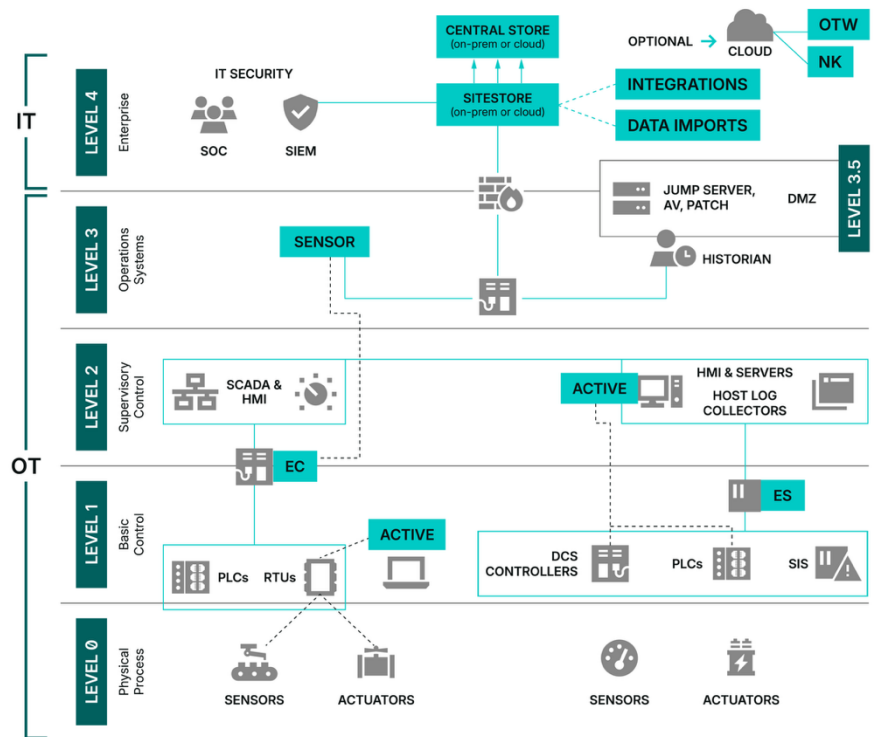 CENTRAL STORE
(on-prem or cloud)
OPTIONAL
CLOUD
OTW
NK
IT
LEVEL 4
Enterprise
IT SECURITY
SOC
SIEM
SITESTORE
(on-prem or cloud)
INTEGRATIONS
DATA IMPORTS
LEVEL 3.5
JUMP SERVER,
AV, PATCH
DMZ
HISTORIAN
OT
LEVEL 3
Operations
Systems
SENSOR
LEVEL 2
Supervisory
Control
SCADA &
HMI
ACTIVE
HMI & SERVERS
HOST LOG
COLLECTORS
EC
ES
LEVEL 1
Basic
Control
PLCs
RTUs
ACTIVE
DCS
CONTROLLERS
PLCs
SIS
LEVEL 0
Physical
Process
SENSORS
ACTUATORS
SENSORS
ACTUATORS